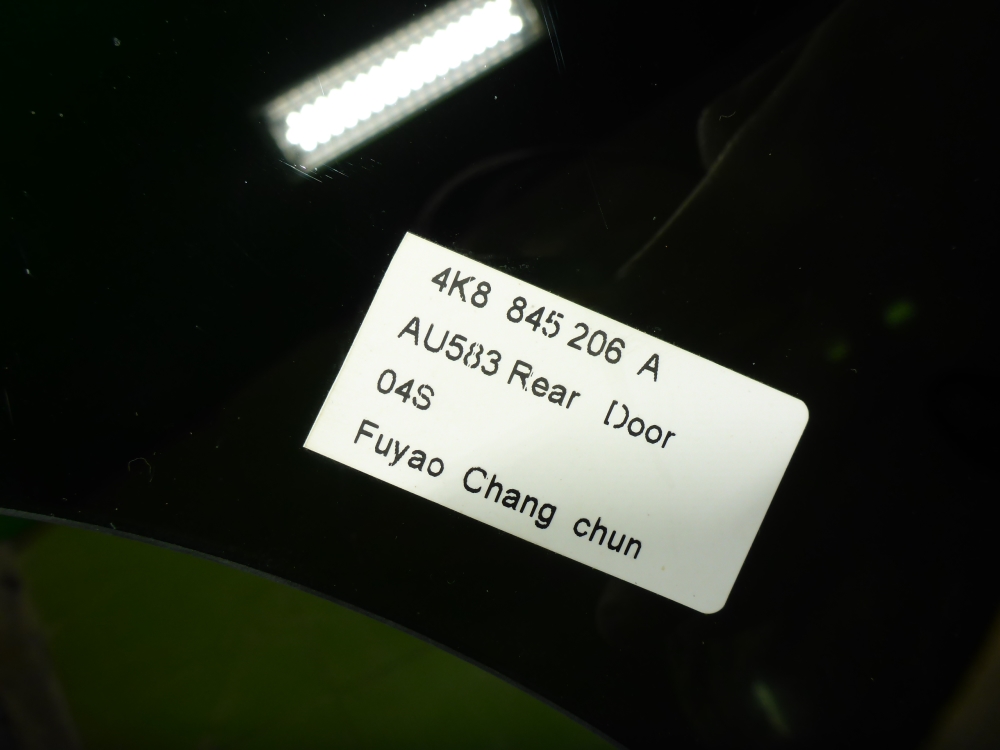 4K8 845 206 A
AU583 Rear Door
04S
Fuyao Chang chun